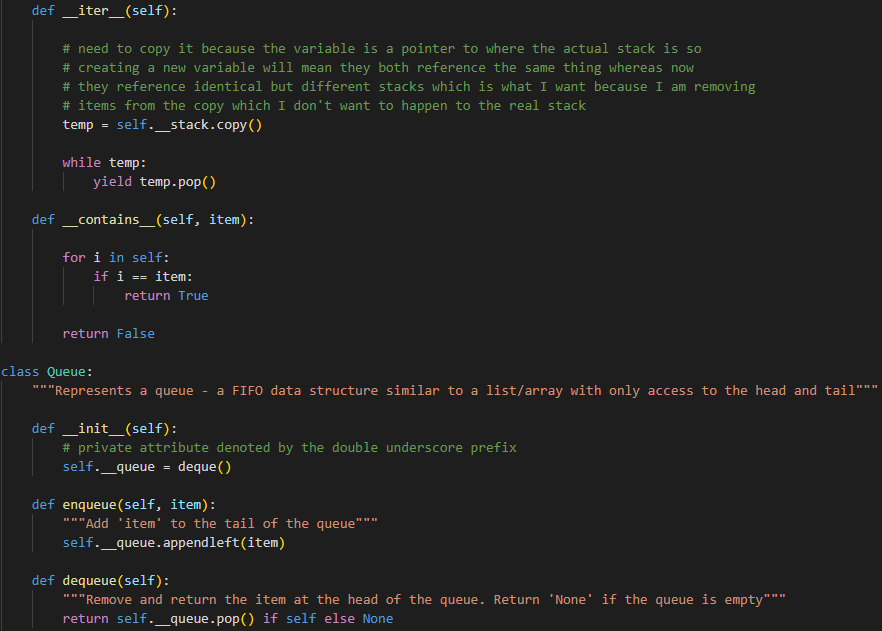 def __iter__(self):
# need to copy it because the variable is a pointer to where the actual stack is so
# creating a new variable will mean they both reference the same thing whereas now
# they reference identical but different stacks which is what I want because I am removing
# items from the copy which I don't want to happen to the real stack
temp = self.__stack.copy()
while temp:
yield temp.pop()
def __contains__(self, item):
for i in self:
if i == item:
return True
return False
class Queue:
"""Represents a queue - a FIFO data structure similar to a list/array with only access to the head and tail"""
def __init__(self):
# private attribute denoted by the double underscore prefix
self.__queue = deque()
def enqueue(self, item):
"""Add 'item' to the tail of the queue"""
self.__queue.appendleft(item)
def dequeue(self):
"""Remove and return the item at the head of the queue. Return 'None' if the queue is empty"""
return self.__queue.pop() if self else None